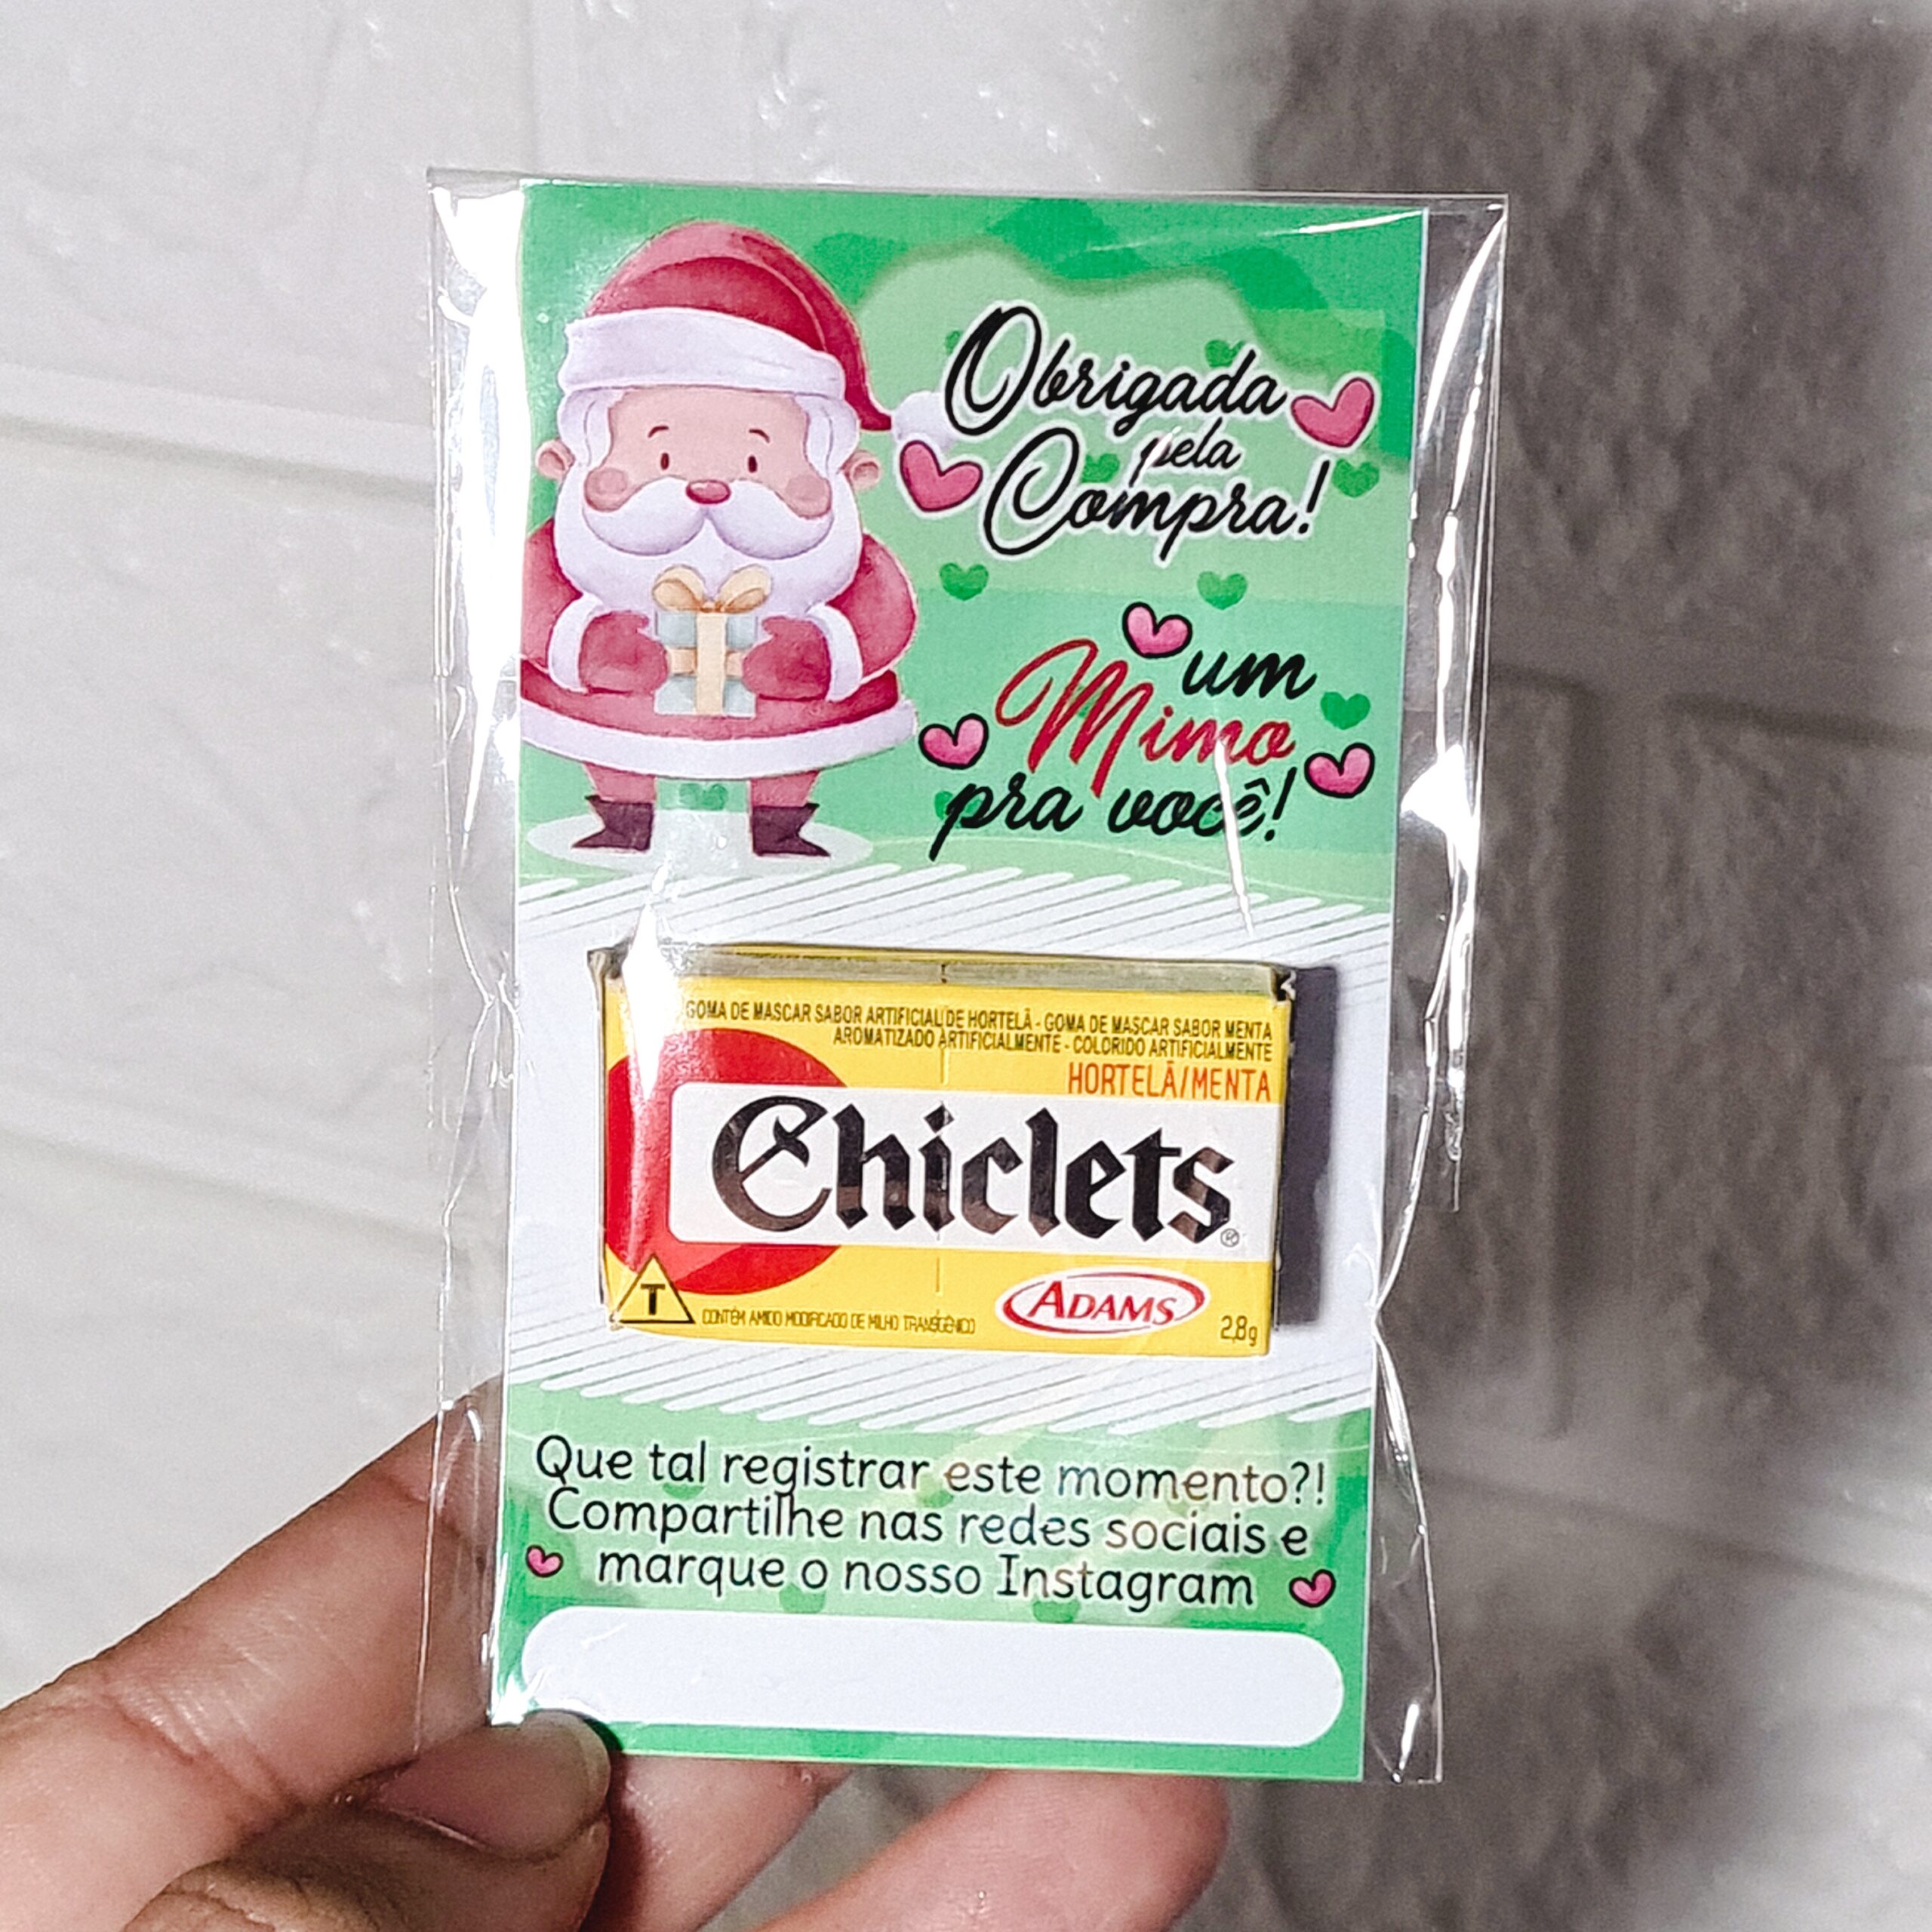 Obrigada
pela
Compra!
um
Mimo
pra você!
GOMA DE MASCAR SABOR ARTIFICIAL DE HORTELÃ - GOMA DE MASCAR SABOR MENTA
AROMATIZADO ARTIFICIALMENTE - COLORIDO ARTIFICIALMENTE
HORTELÃ/MENTA
Chiclets®
ADAMS
T
CONTÉM AMIDO MODIFICADO DE MILHO TRANSGÊNICO
2,8g
Que tal registrar este momento?!
Compartilhe nas redes sociais e
marque o nosso Instagram